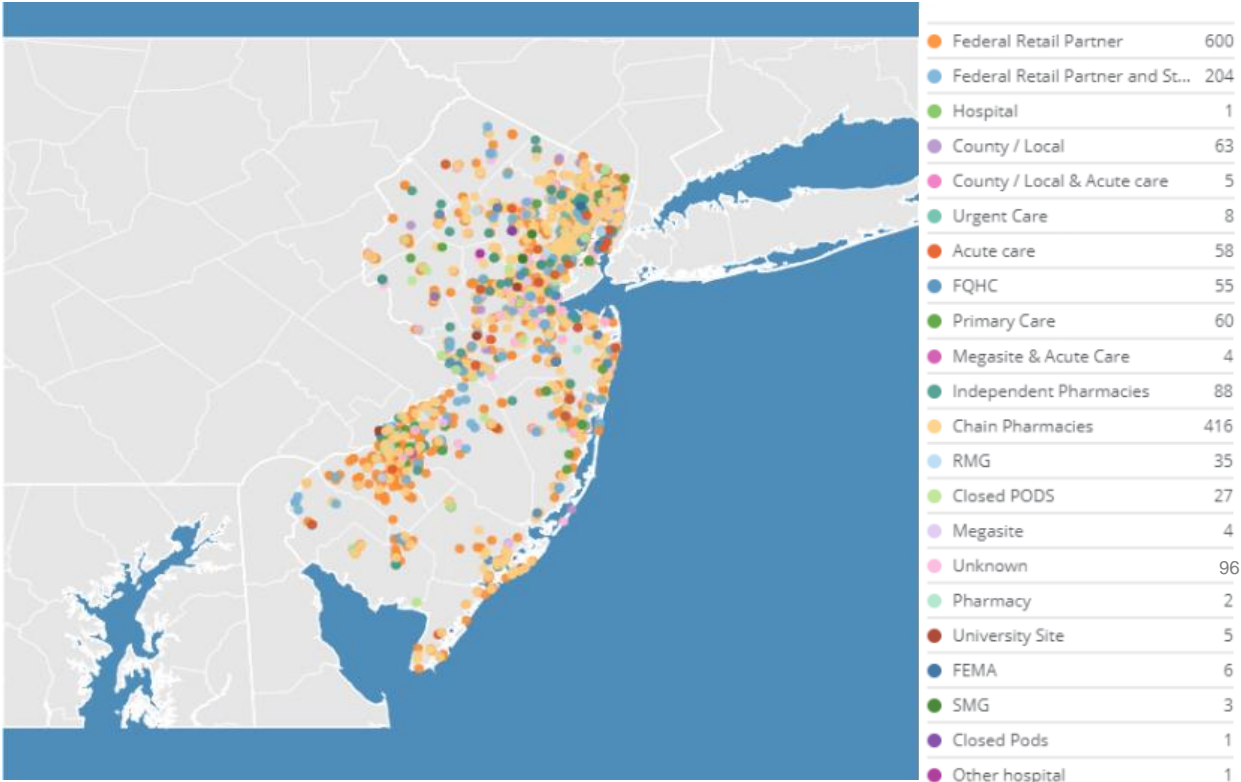 Federal Retail Partner 600
Federal Retail Partner and St... 204
Hospital 1
County / Local 63
County / Local & Acute care 5
Urgent Care 8
Acute care 58
FQHC 55
Primary Care 60
Megasite & Acute Care 4
Independent Pharmacies 88
Chain Pharmacies 416
RMG 35
Closed PODS 27
Megasite 4
Unknown 96
Pharmacy 2
University Site 5
FEMA 6
SMG 3
Closed Pods 1
Other hospital 1